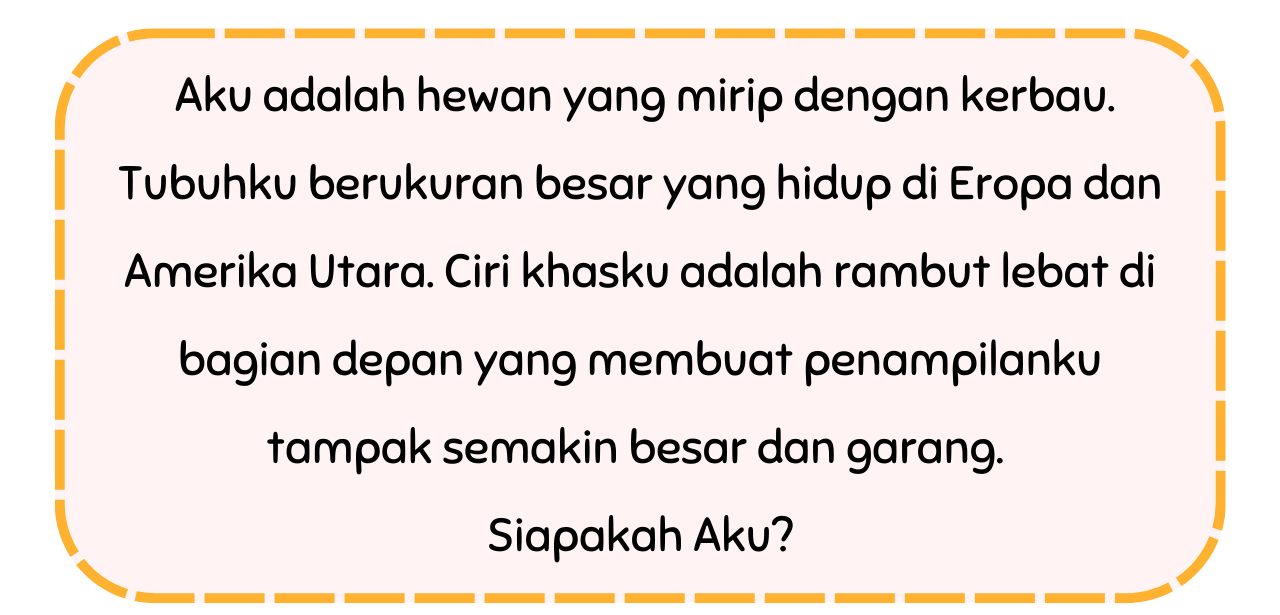 Aku adalah hewan yang mirip dengan kerbau.
Tubuhku berukuran besar yang hidup di Eropa dan
Amerika Utara. Ciri khasku adalah rambut lebat di
bagian depan yang membuat penampilanku
tampak semakin besar dan garang.
Siapakah Aku?